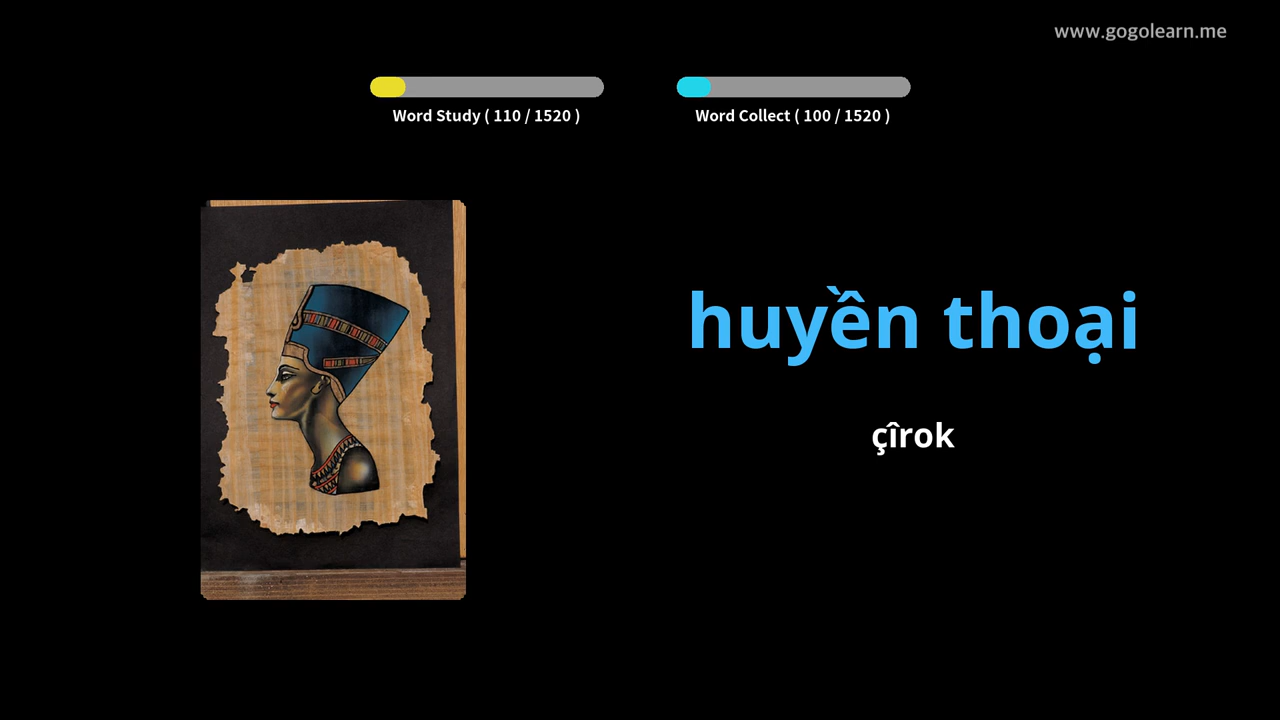 www.gogolearn.me
Word Study ( 110 / 1520 )
Word Collect ( 100 / 1520 )
huyền thoại
çîrok